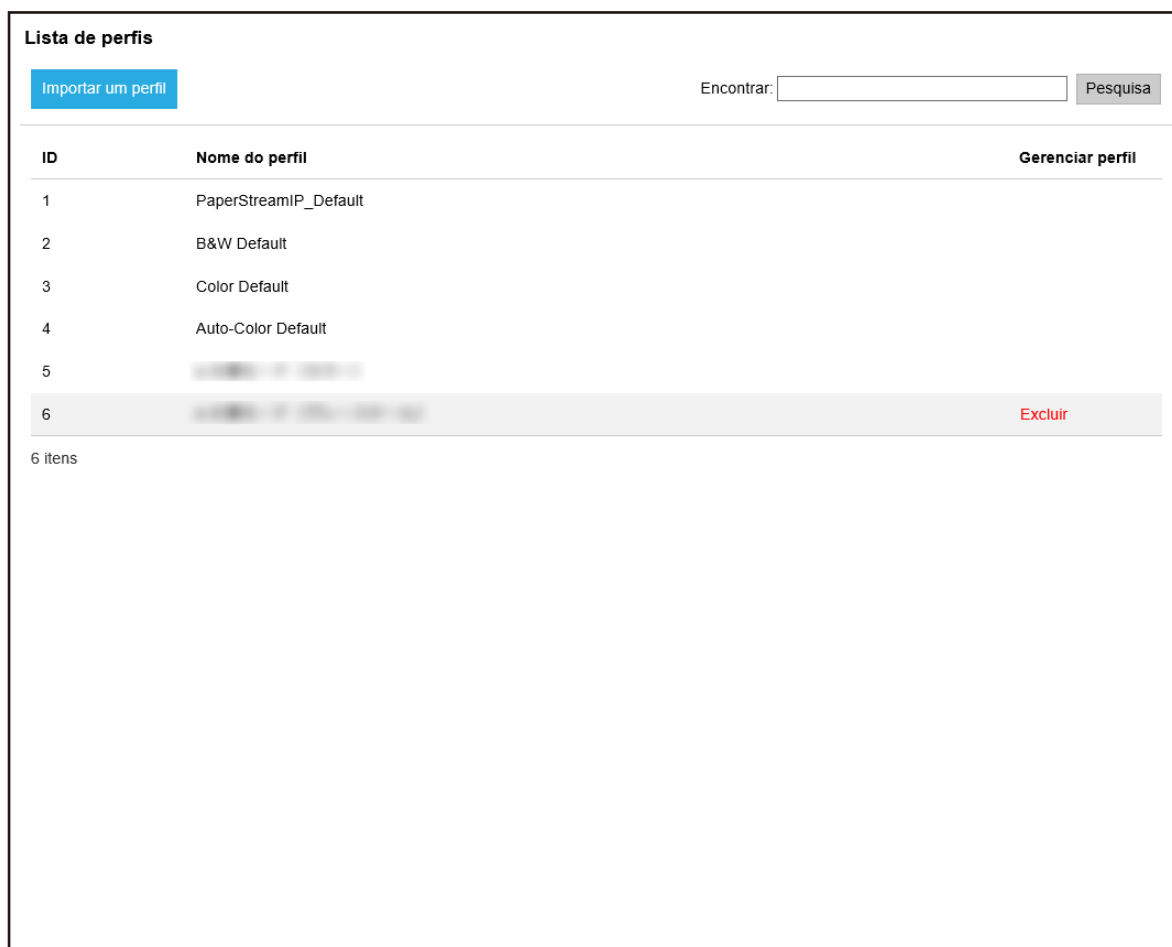 Lista de perfis
Importar um perfil Encontrar: Pesquisa
ID Nome do perfil Gerenciar perfil
1 PaperStreamIP_Default
2 B&W Default
3 Color Default
4 Auto-Color Default
5
6 Excluir
6 itens